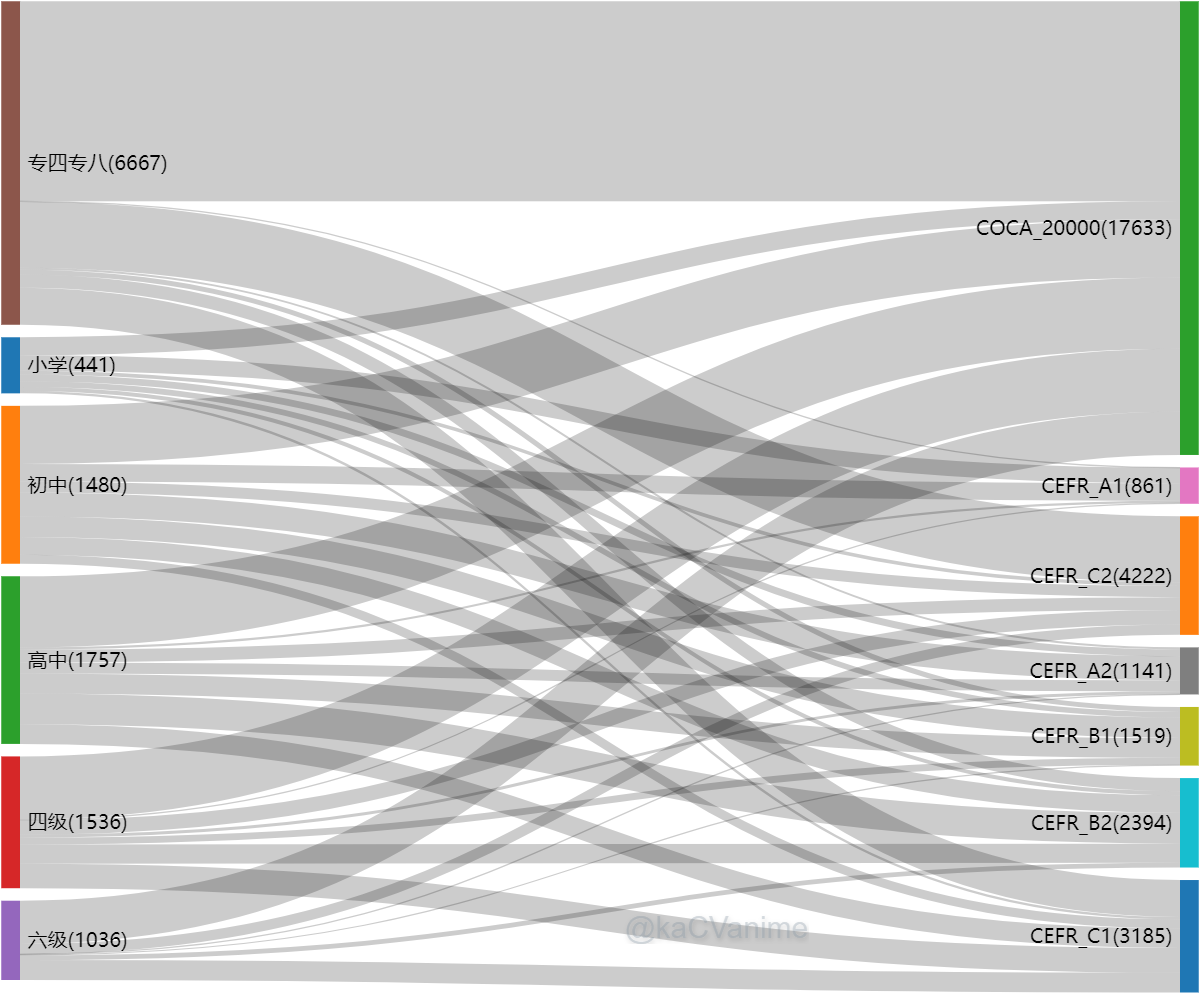 专四专八(6667)
小学(441)
初中(1480)
高中(1757)
四级(1536)
六级(1036)
COCA_20000(17633)
CEFR_A1(861)
CEFR_C2(4222)
CEFR_A2(1141)
CEFR_B1(1519)
CEFR_B2(2394)
CEFR_C1(3185)
@kaCVanime